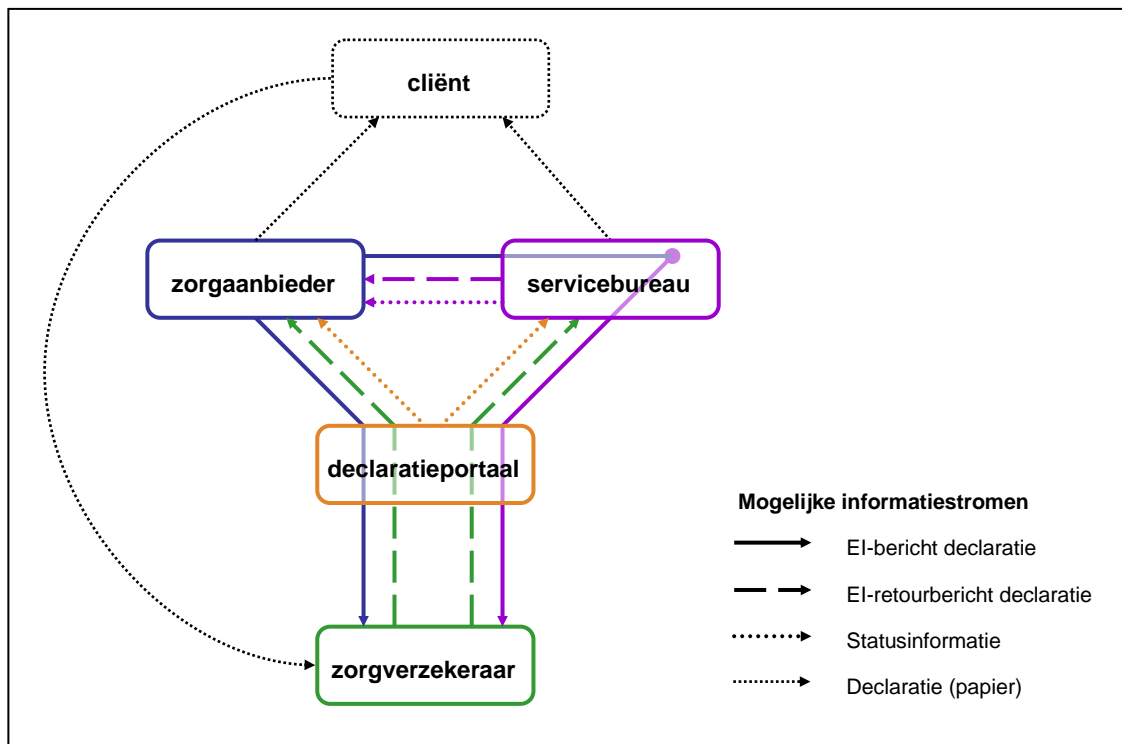 cliënt
zorgaanbieder
servicebureau
declaratieportaal
zorgverzekeraar
Mogelijke informatiestromen
EI-bericht declaratie
EI-retourbericht declaratie
Statusinformatie
Declaratie (papier)